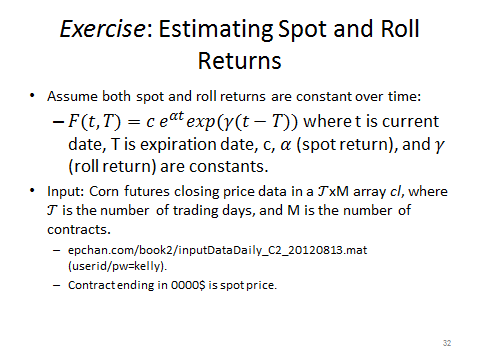 Exercise: Estimating Spot and Roll
Returns
• Assume both spot and roll returns are constant over time:
– F(t,T) = c e^{αt} exp(γ(t − T)) where t is current
date, T is expiration date, c, α (spot return), and γ
(roll return) are constants.
• Input: Corn futures closing price data in a 𝒯xM array cl, where
𝒯 is the number of trading days, and M is the number of
contracts.
– epchan.com/book2/inputDataDaily_C2_20120813.mat
(userid/pw=kelly).
– Contract ending in 0000$ is spot price.
32